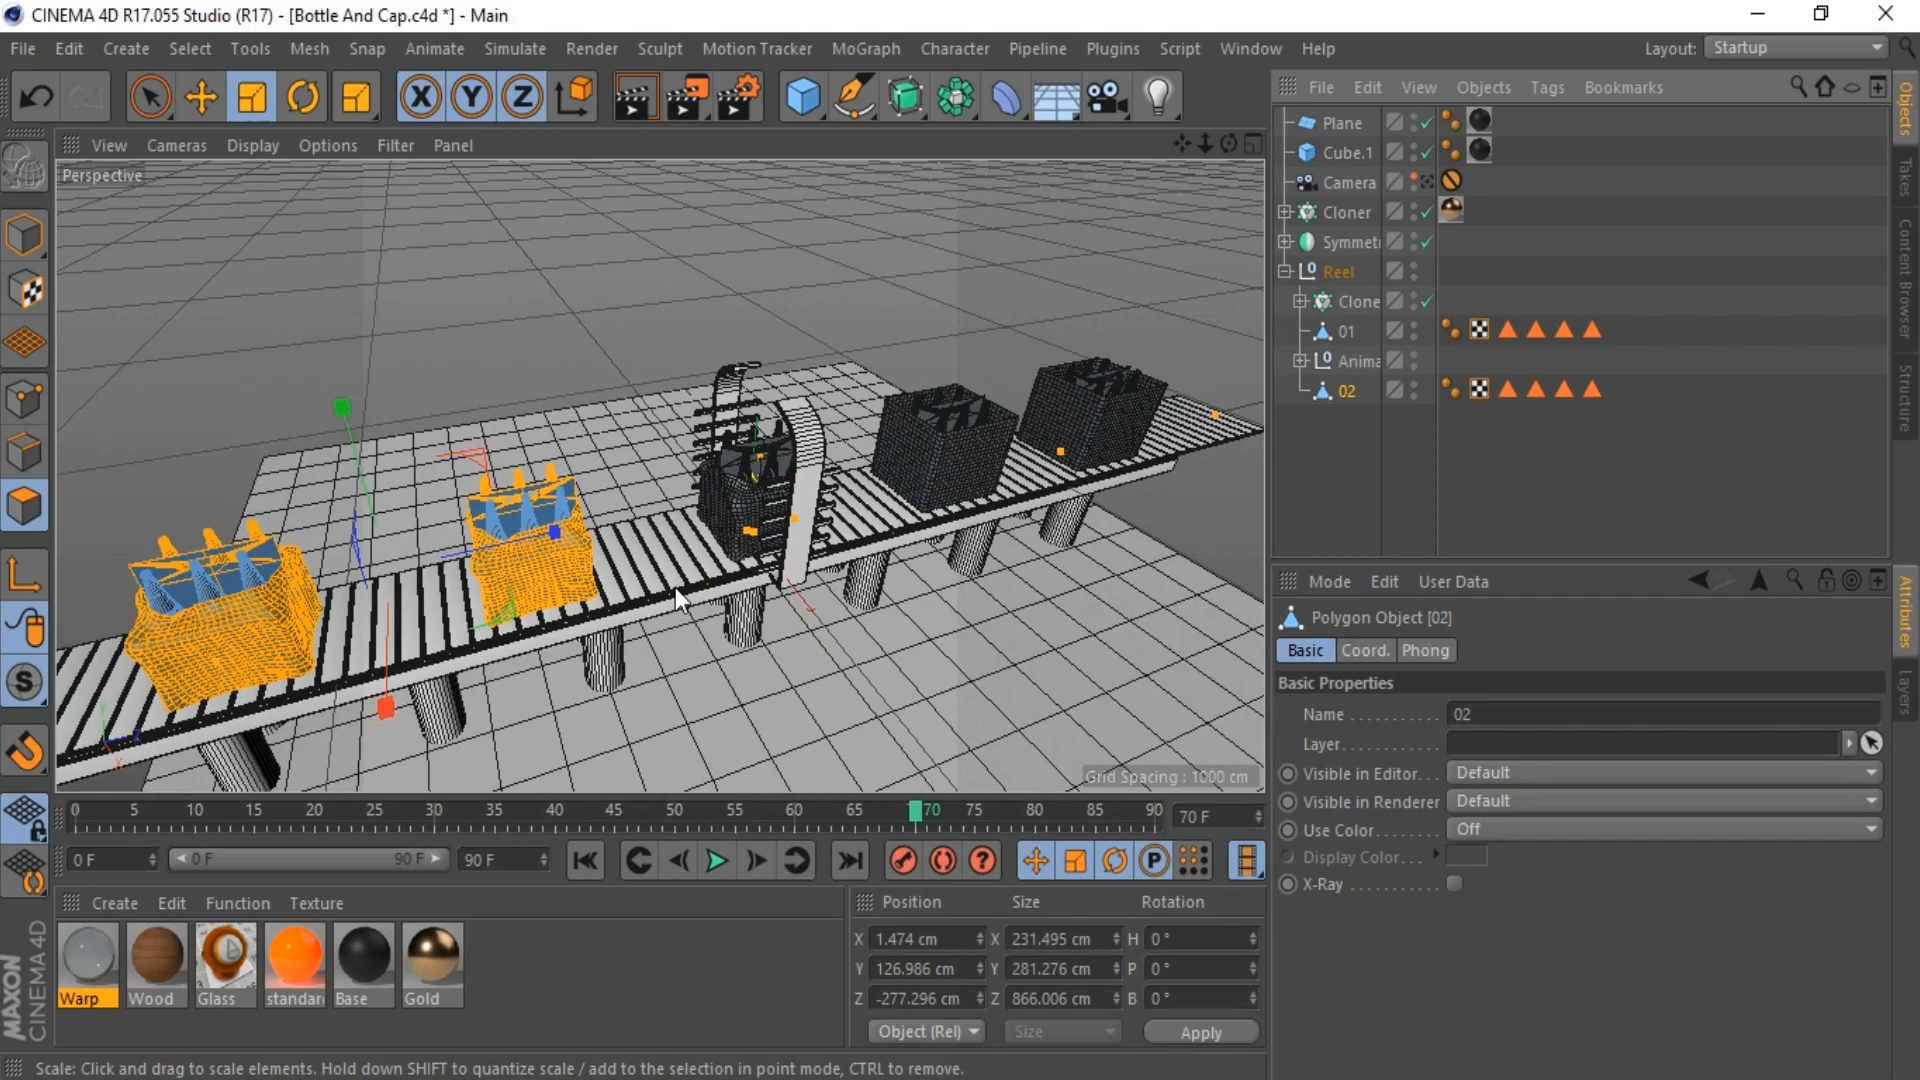 CINEMA 4D R17.055 Studio (R17) - [Bottle And Cap.c4d *] - Main
File Edit Create Select Tools Mesh Snap Animate Simulate Render Sculpt Motion Tracker MoGraph Character Pipeline Plugins Script Window Help Layout: Startup
X Y Z
File Edit View Objects Tags Bookmarks
View Cameras Display Options Filter Panel
Perspective
Plane
Cube.1
Camera
Cloner
Symmet
Reel
Clone
01
Anima
02
Objects
Takes
Content Browser
Structure
Grid Spacing : 1000 cm
Mode Edit User Data
Polygon Object [02]
Basic Coord. Phong
Basic Properties
Name 02
Layer
Visible in Editor Default
Visible in Renderer Default
Use Color Off
Display Color
X-Ray
Attributes
Layers
0 5 10 15 20 25 30 35 40 45 50 55 60 65 70 75 80 85 90 70 F
0 F 0 F 90 F 90 F
Create Edit Function Texture
Warp Wood Glass standar Base Gold
Position Size Rotation
X 1.474 cm X 231.495 cm H 0 °
Y 126.986 cm Y 281.276 cm P 0 °
Z -277.296 cm Z 866.006 cm B 0 °
Object (Rel) Size Apply
MAXON CINEMA 4D
Scale: Click and drag to scale elements. Hold down SHIFT to quantize scale / add to the selection in point mode, CTRL to remove.